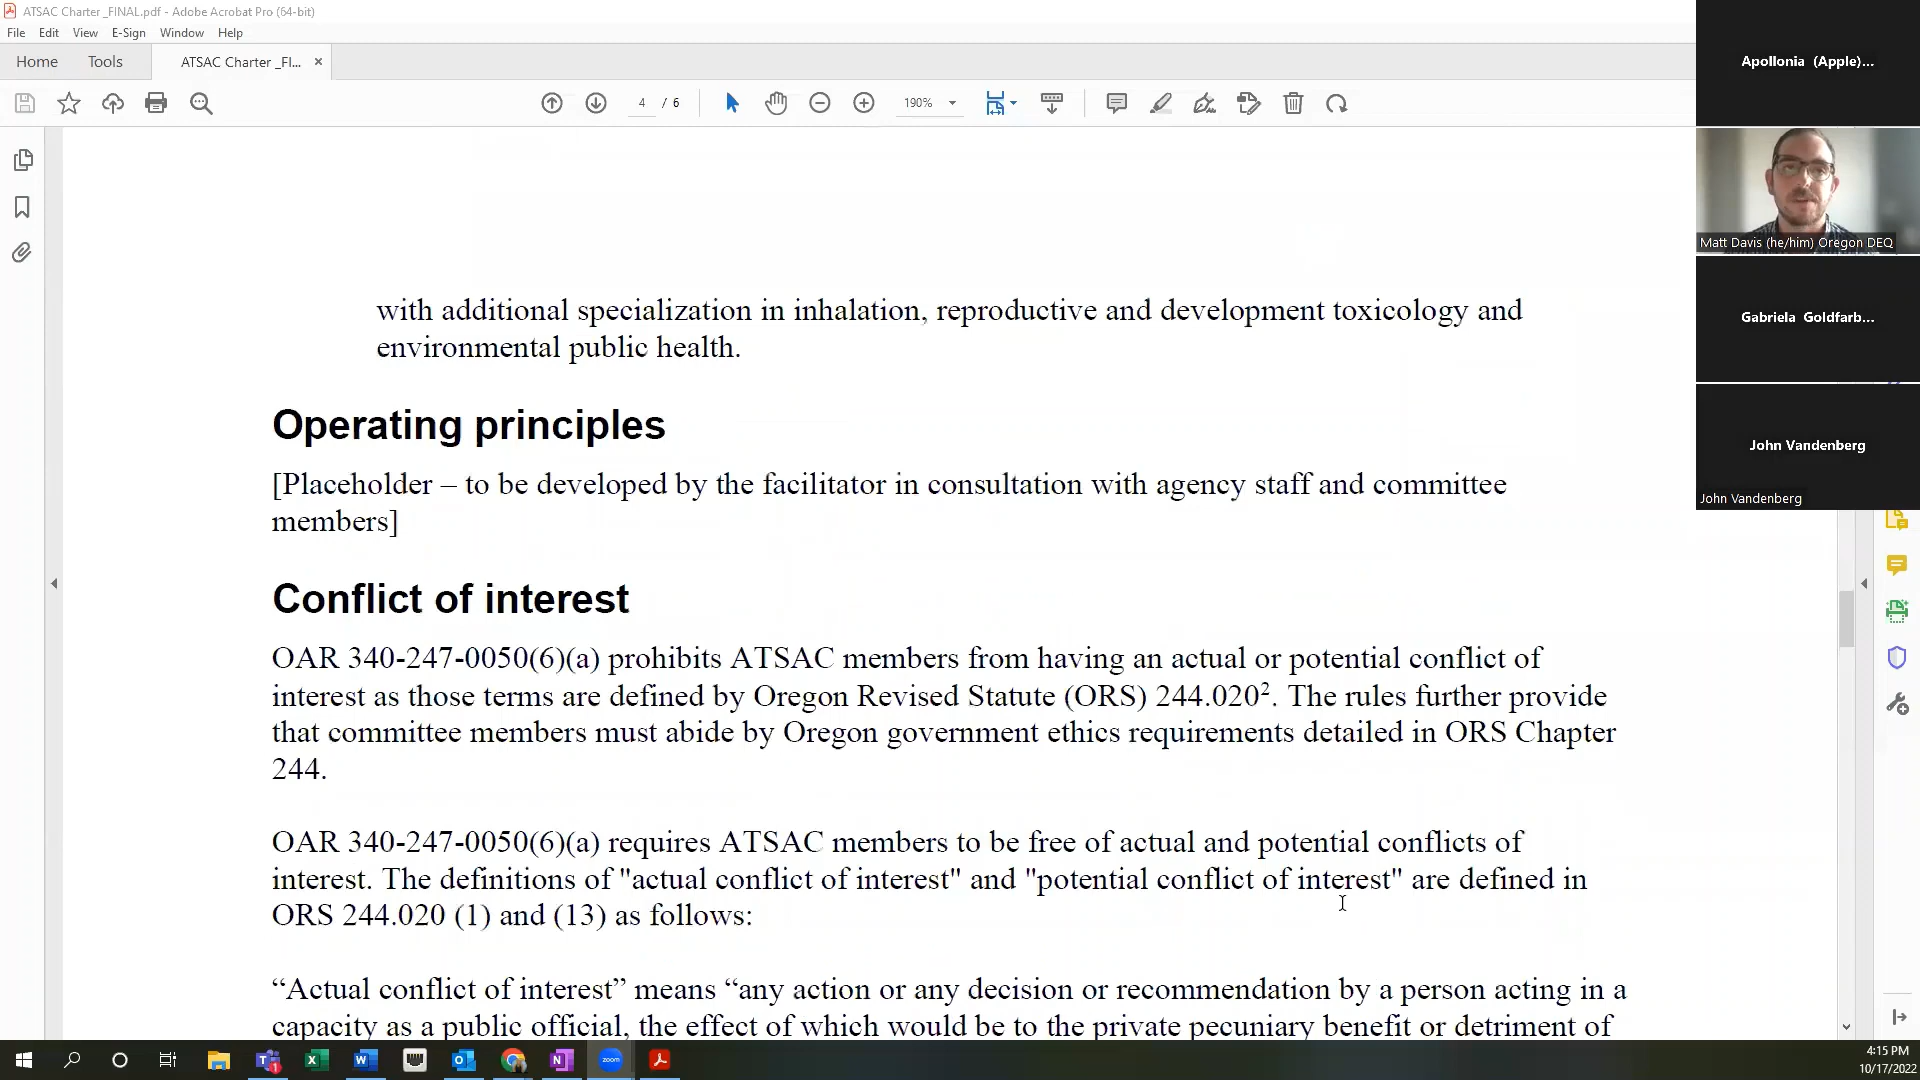 ATSAC Charter _FINAL.pdf - Adobe Acrobat Pro (64-bit)
File Edit View E-Sign Window Help
Home Tools ATSAC Charter _FI... ×
4 / 6 190%
with additional specialization in inhalation, reproductive and development toxicology and
environmental public health.
Operating principles
[Placeholder – to be developed by the facilitator in consultation with agency staff and committee
members]
Conflict of interest
OAR 340-247-0050(6)(a) prohibits ATSAC members from having an actual or potential conflict of
interest as those terms are defined by Oregon Revised Statute (ORS) 244.020². The rules further provide
that committee members must abide by Oregon government ethics requirements detailed in ORS Chapter
244.
OAR 340-247-0050(6)(a) requires ATSAC members to be free of actual and potential conflicts of
interest. The definitions of "actual conflict of interest" and "potential conflict of interest" are defined in
ORS 244.020 (1) and (13) as follows:
“Actual conflict of interest” means “any action or any decision or recommendation by a person acting in a
capacity as a public official, the effect of which would be to the private pecuniary benefit or detriment of
Apollonia (Apple)...
Matt Davis (he/him) Oregon DEQ
Gabriela Goldfarb...
John Vandenberg
John Vandenberg
zoom
4:15 PM
10/17/2022